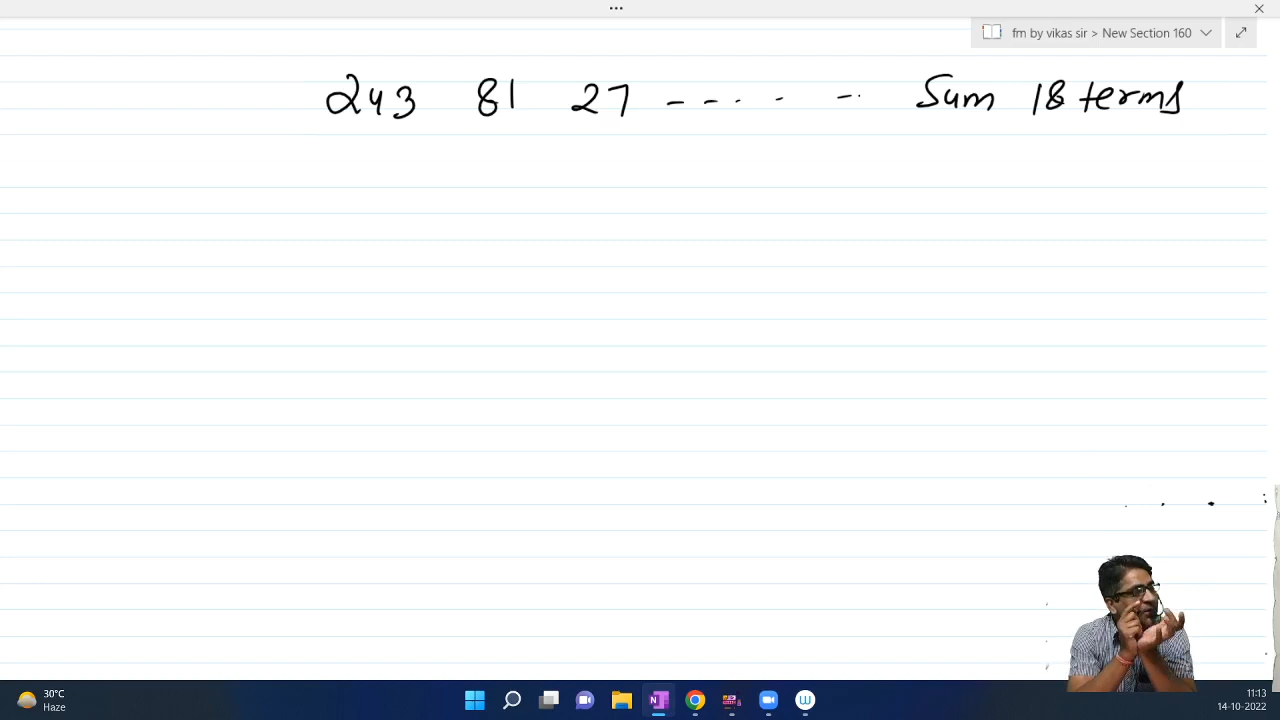 fm by vikas sir > New Section 160
243 81 27 - - - - - Sum 18 terms
30°C
Haze
11:13
14-10-2022